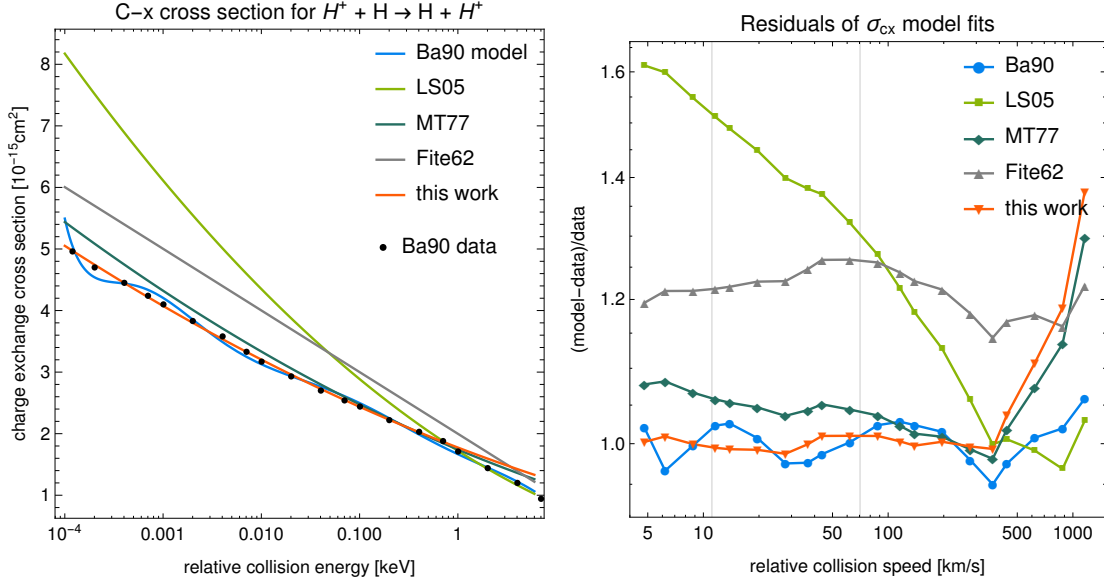 C-x cross section for H⁺ + H → H + H⁺
charge exchange cross section [10⁻¹⁵cm²]
8
7
6
5
4
3
2
1
10⁻⁴
0.001
0.010
0.100
1
relative collision energy [keV]
Ba90 model
LS05
MT77
Fite62
this work
Ba90 data
Residuals of σcx model fits
(model−data)/data
1.6
1.4
1.2
1.0
5
10
50
100
500
1000
relative collision speed [km/s]
Ba90
LS05
MT77
Fite62
this work